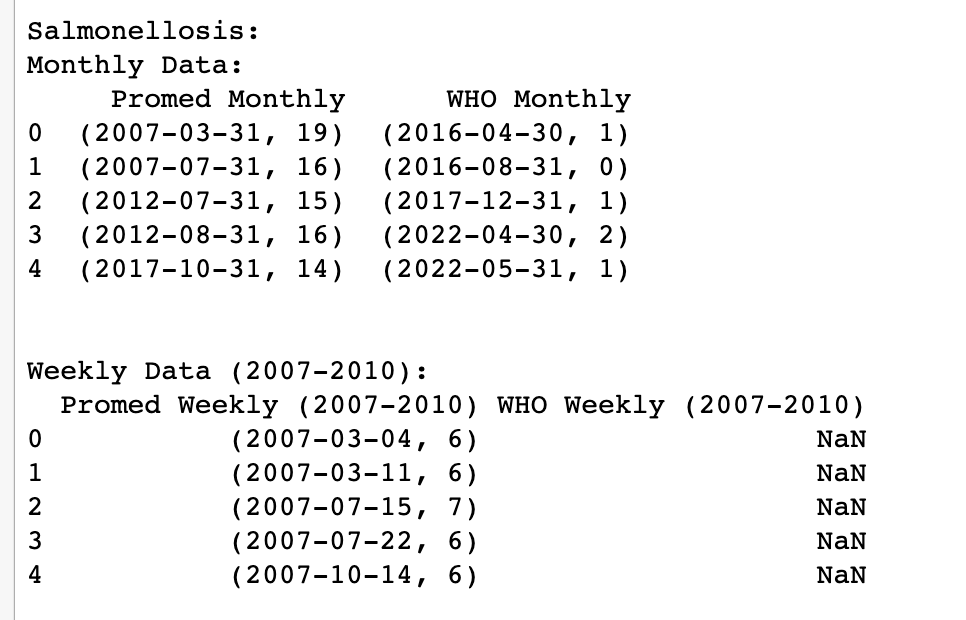 Salmonellosis:
Monthly Data:
Promed Monthly WHO Monthly
0 (2007-03-31, 19) (2016-04-30, 1)
1 (2007-07-31, 16) (2016-08-31, 0)
2 (2012-07-31, 15) (2017-12-31, 1)
3 (2012-08-31, 16) (2022-04-30, 2)
4 (2017-10-31, 14) (2022-05-31, 1)
Weekly Data (2007-2010):
Promed Weekly (2007-2010) WHO Weekly (2007-2010)
0 (2007-03-04, 6) NaN
1 (2007-03-11, 6) NaN
2 (2007-07-15, 7) NaN
3 (2007-07-22, 6) NaN
4 (2007-10-14, 6) NaN